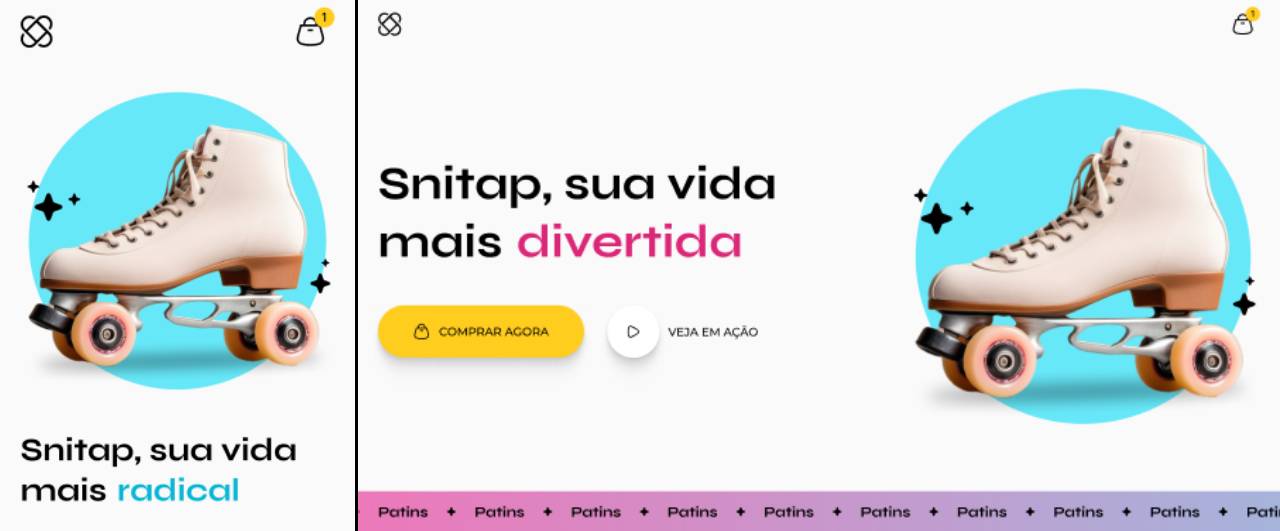 1
Snitap, sua vida
mais radical
1
Snitap, sua vida
mais divertida
COMPRAR AGORA
VEJA EM AÇÃO
Patins ✦ Patins ✦ Patins ✦ Patins ✦ Patins ✦ Patins ✦ Patins ✦ Patins ✦ Patins ✦ Pati